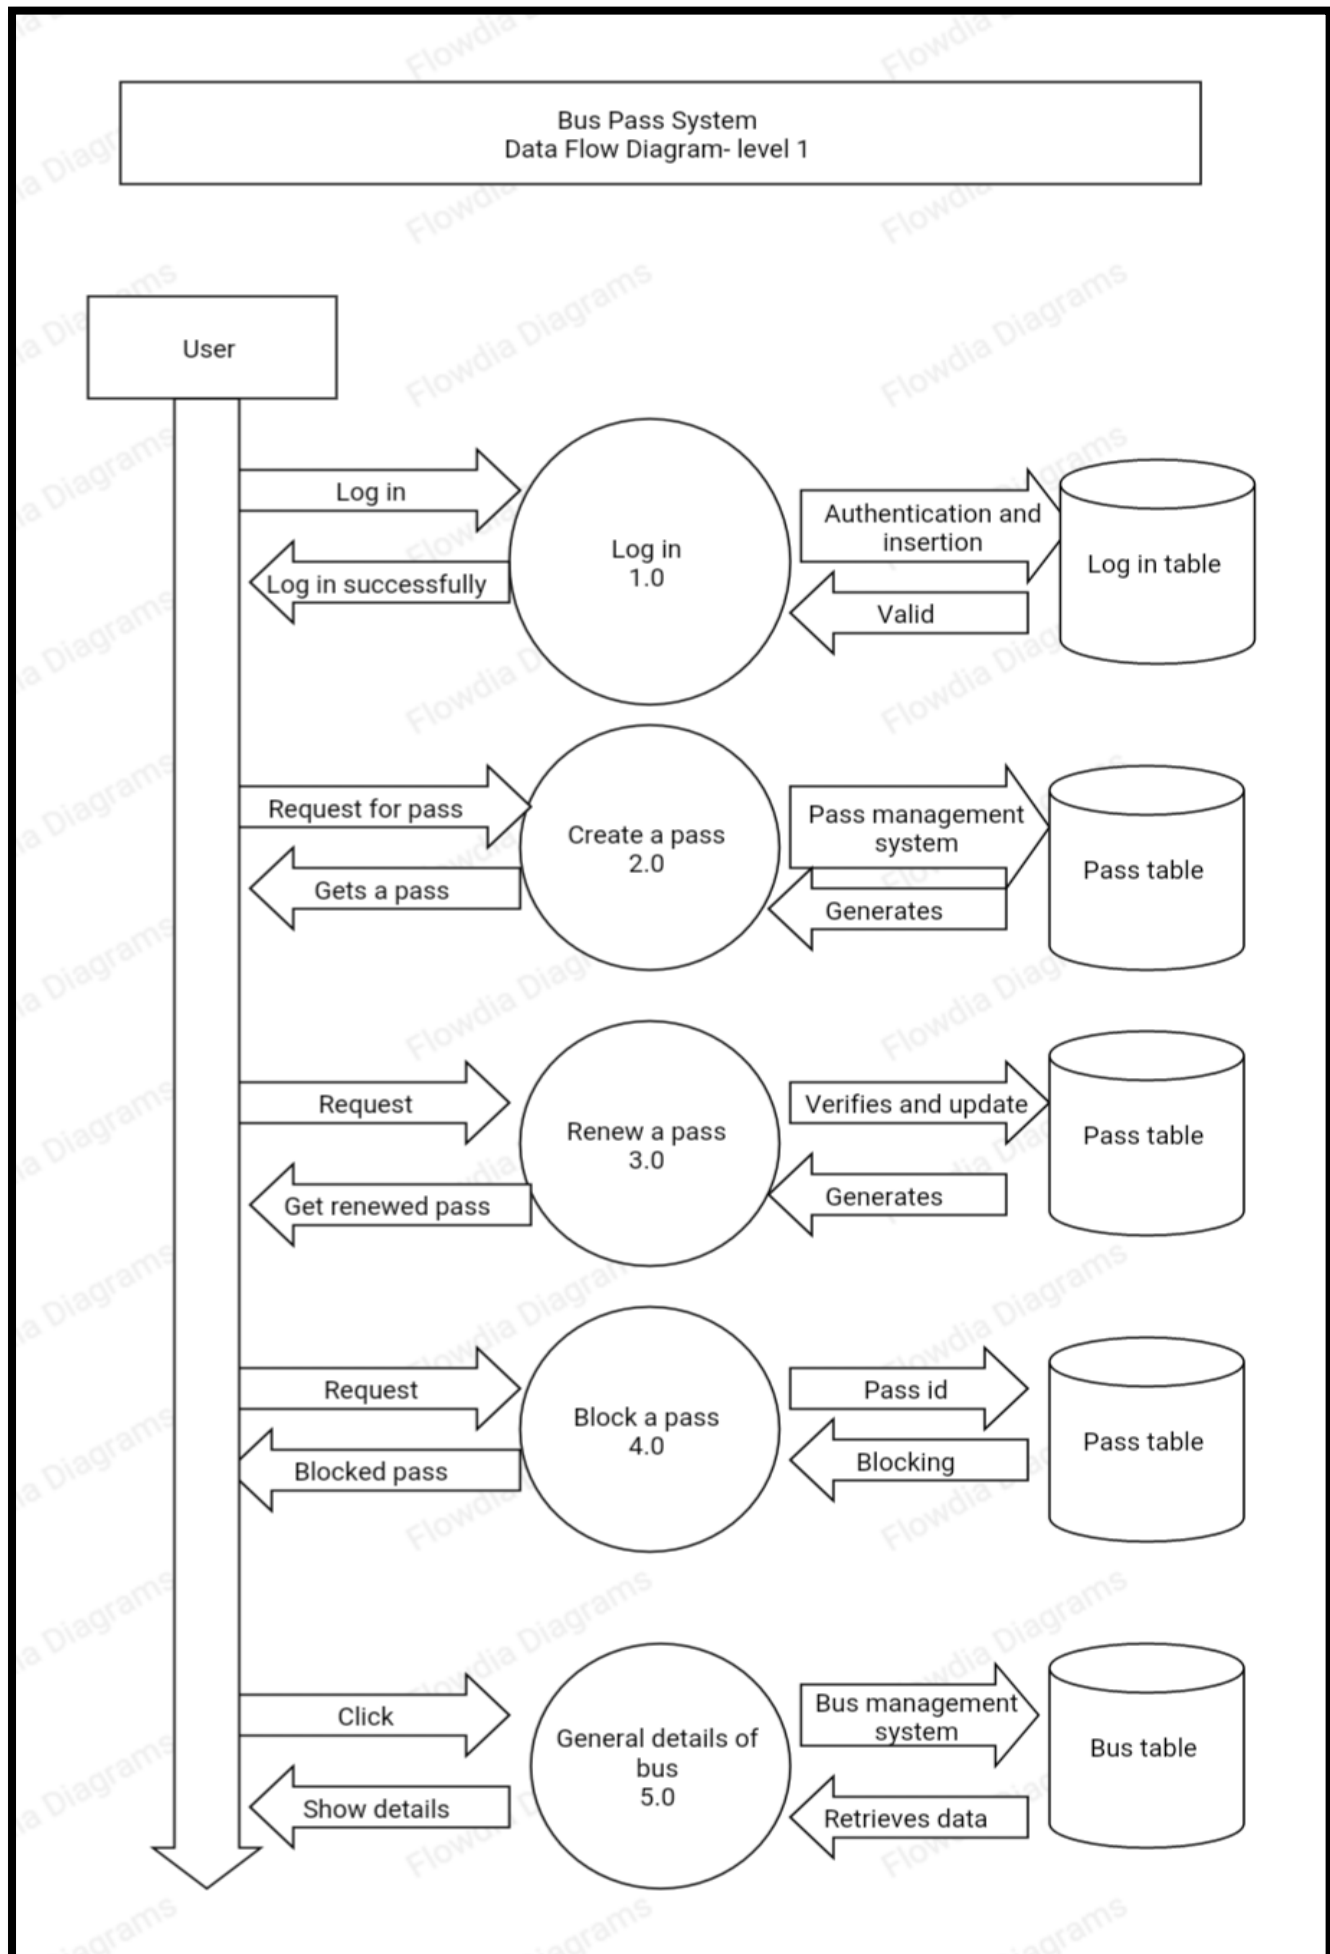 Bus Pass System
Data Flow Diagram- level 1
User
Log in
Log in successfully
Log in
1.0
Authentication and
insertion
Valid
Log in table
Request for pass
Gets a pass
Create a pass
2.0
Pass management
system
Generates
Pass table
Request
Get renewed pass
Renew a pass
3.0
Verifies and update
Generates
Pass table
Request
Blocked pass
Block a pass
4.0
Pass id
Blocking
Pass table
Click
Show details
General details of
bus
5.0
Bus management
system
Retrieves data
Bus table
Flowdia Diagrams